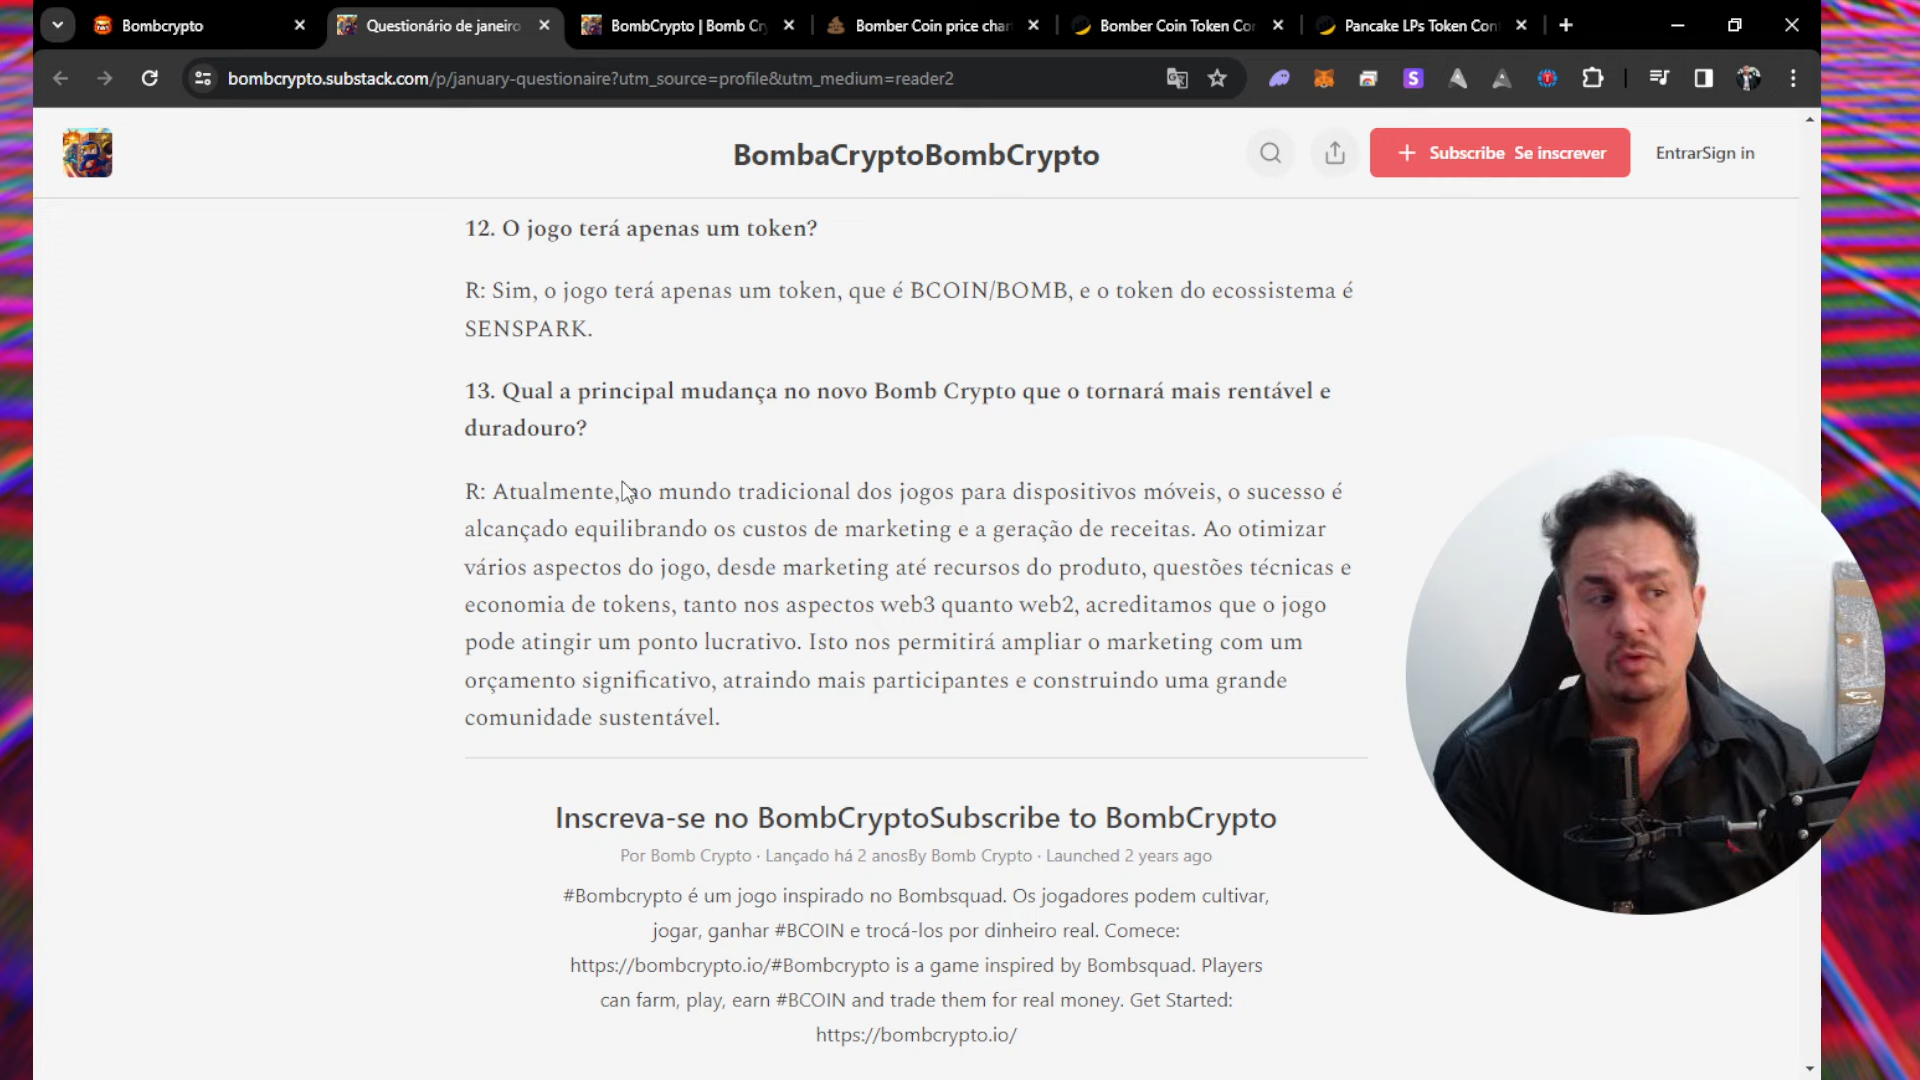 Bombcrypto
Questionário de janeiro
BombCrypto | Bomb Cr
Bomber Coin price char
Bomber Coin Token Co
Pancake LPs Token Con
bombcrypto.substack.com/p/january-questionaire?utm_source=profile&utm_medium=reader2
BombaCryptoBombCrypto
Subscribe Se inscrever
EntrarSign in
12. O jogo terá apenas um token?
R: Sim, o jogo terá apenas um token, que é BCOIN/BOMB, e o token do ecossistema é
SENSPARK.
13. Qual a principal mudança no novo Bomb Crypto que o tornará mais rentável e
duradouro?
R: Atualmente, no mundo tradicional dos jogos para dispositivos móveis, o sucesso é
alcançado equilibrando os custos de marketing e a geração de receitas. Ao otimizar
vários aspectos do jogo, desde marketing até recursos do produto, questões técnicas e
economia de tokens, tanto nos aspectos web3 quanto web2, acreditamos que o jogo
pode atingir um ponto lucrativo. Isto nos permitirá ampliar o marketing com um
orçamento significativo, atraindo mais participantes e construindo uma grande
comunidade sustentável.
Inscreva-se no BombCryptoSubscribe to BombCrypto
Por Bomb Crypto · Lançado há 2 anosBy Bomb Crypto · Launched 2 years ago
#Bombcrypto é um jogo inspirado no Bombsquad. Os jogadores podem cultivar,
jogar, ganhar #BCOIN e trocá-los por dinheiro real. Comece:
https://bombcrypto.io/#Bombcrypto is a game inspired by Bombsquad. Players
can farm, play, earn #BCOIN and trade them for real money. Get Started:
https://bombcrypto.io/